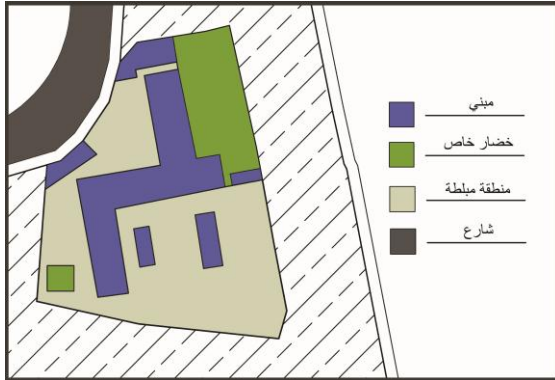 مبني
خضار خاص
منطقة مبلطة
شارع